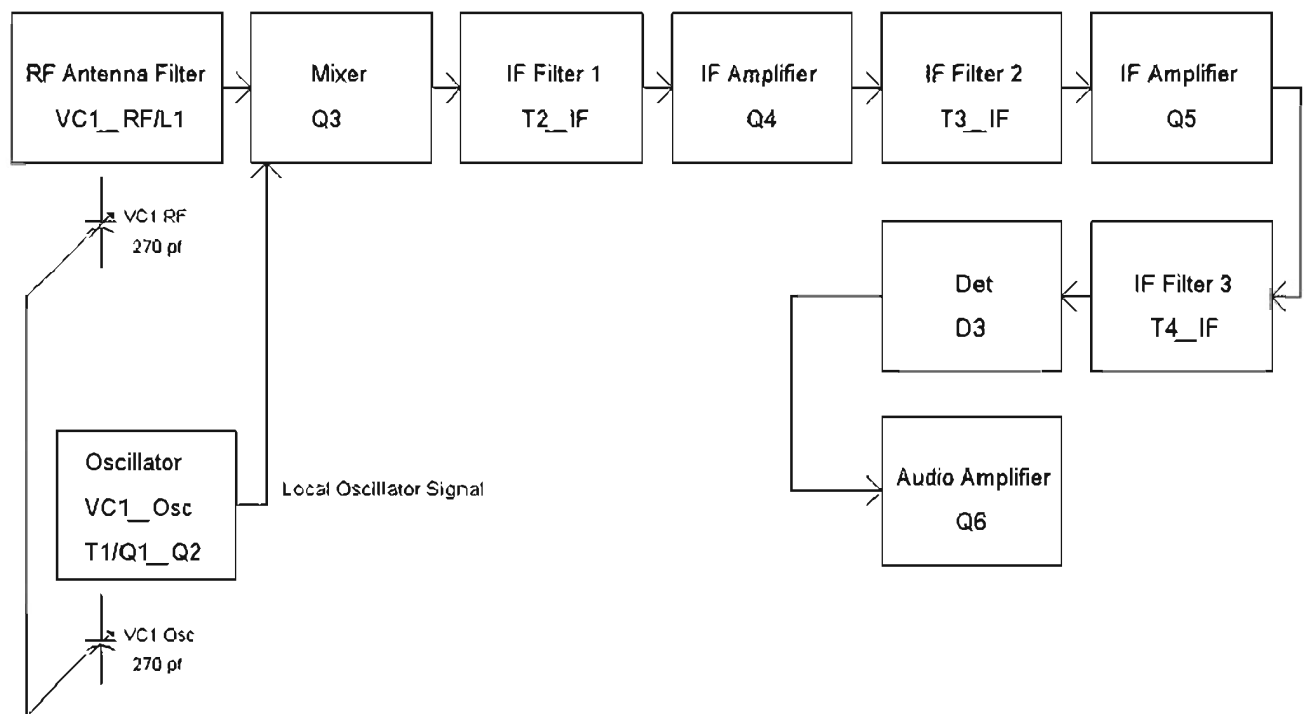 RF Antenna Filter
VC1__RF/L1
Mixer
Q3
IF Filter 1
T2__IF
IF Amplifier
Q4
IF Filter 2
T3__IF
IF Amplifier
Q5
VC1 RF
270 pf
Det
D3
IF Filter 3
T4__IF
Oscillator
VC1__Osc
T1/Q1__Q2
Local Oscillator Signal
Audio Amplifier
Q6
VC1 Osc
270 pf